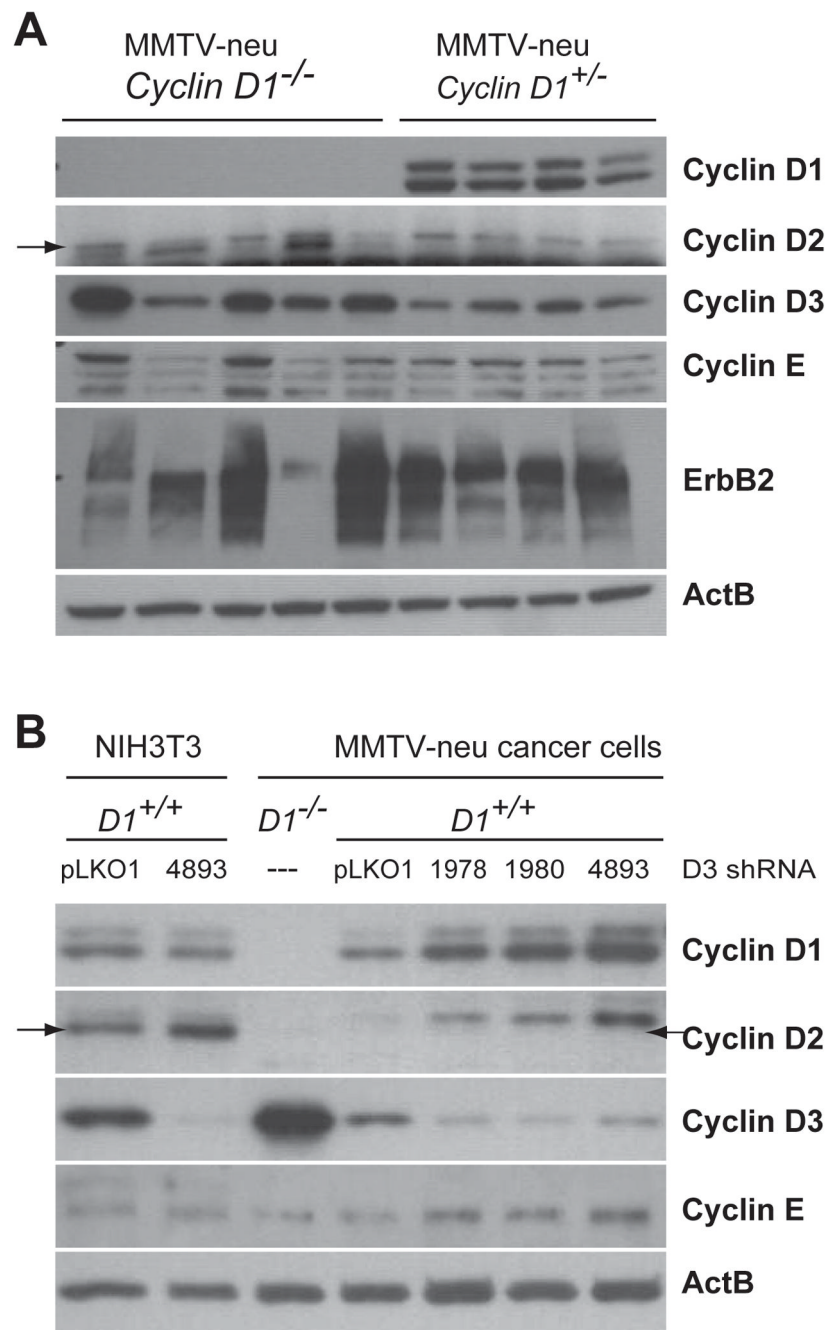 A
MMTV-neu MMTV-neu
Cyclin D1-/- Cyclin D1+/-
Cyclin D1
Cyclin D2
Cyclin D3
Cyclin E
ErbB2
ActB
B
NIH3T3 MMTV-neu cancer cells
D1+/+ D1-/- D1+/+
pLKO1 4893 --- pLKO1 1978 1980 4893 D3 shRNA
Cyclin D1
Cyclin D2
Cyclin D3
Cyclin E
ActB